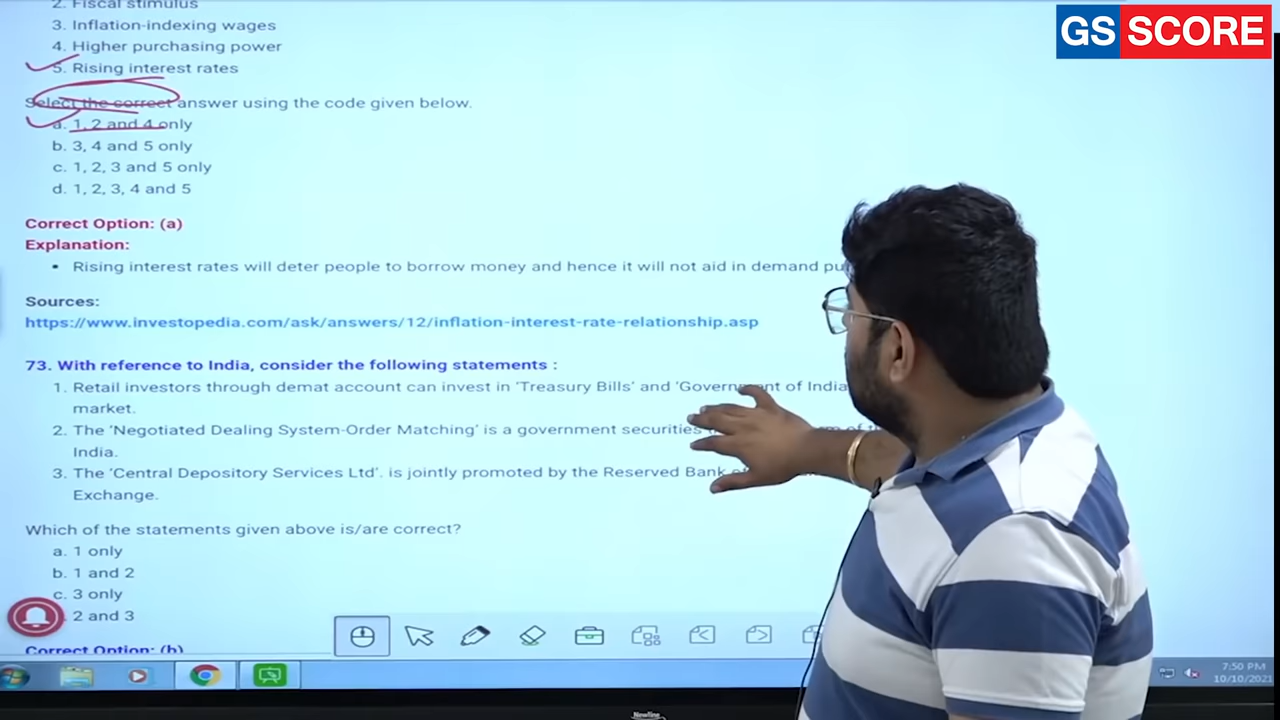 GS SCORE
2. Fiscal stimulus
3. Inflation-indexing wages
4. Higher purchasing power
5. Rising interest rates
Select the correct answer using the code given below.
a. 1, 2 and 4 only
b. 3, 4 and 5 only
c. 1, 2, 3 and 5 only
d. 1, 2, 3, 4 and 5
Correct Option: (a)
Explanation:
• Rising interest rates will deter people to borrow money and hence it will not aid in demand
Sources:
https://www.investopedia.com/ask/answers/12/inflation-interest-rate-relationship.asp
73. With reference to India, consider the following statements :
1. Retail investors through demat account can invest in ‘Treasury Bills’ and ‘Government of India
market.
2. The ‘Negotiated Dealing System-Order Matching’ is a government securities
India.
3. The ‘Central Depository Services Ltd’. is jointly promoted by the Reserved Bank
Exchange.
Which of the statements given above is/are correct?
a. 1 only
b. 1 and 2
c. 3 only
2 and 3
Correct Option: (b)
7:50 PM
10/10/2021
Newline